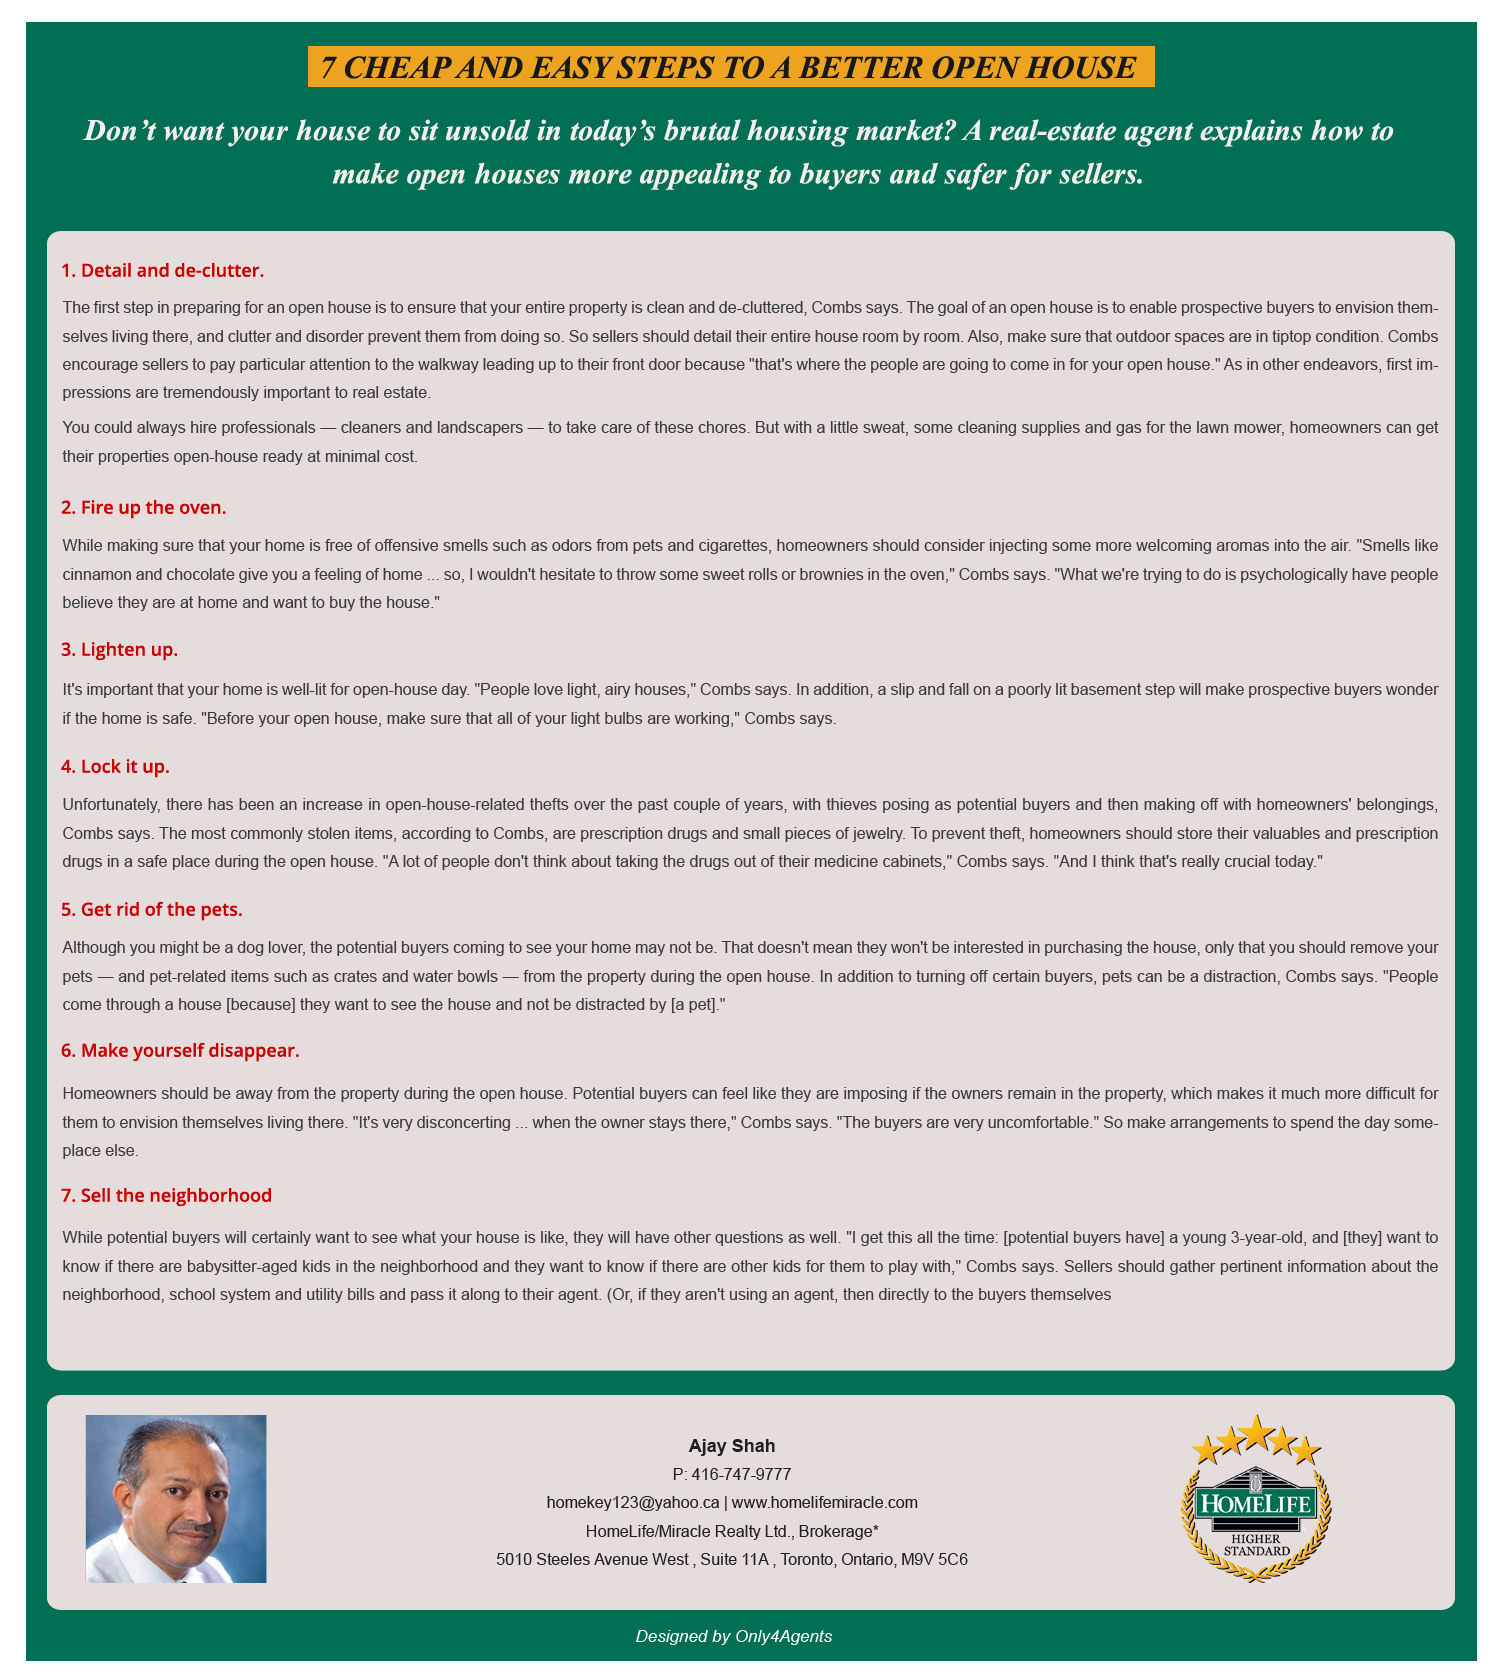 7 CHEAP AND EASY STEPS TO A BETTER OPEN HOUSE
Don’t want your house to sit unsold in today’s brutal housing market? A real-estate agent explains how to
make open houses more appealing to buyers and safer for sellers.
1. Detail and de-clutter.
The first step in preparing for an open house is to ensure that your entire property is clean and de-cluttered, Combs says. The goal of an open house is to enable prospective buyers to envision them-
selves living there, and clutter and disorder prevent them from doing so. So sellers should detail their entire house room by room. Also, make sure that outdoor spaces are in tiptop condition. Combs
encourage sellers to pay particular attention to the walkway leading up to their front door because "that's where the people are going to come in for your open house." As in other endeavors, first im-
pressions are tremendously important to real estate.
You could always hire professionals — cleaners and landscapers — to take care of these chores. But with a little sweat, some cleaning supplies and gas for the lawn mower, homeowners can get
their properties open-house ready at minimal cost.
2. Fire up the oven.
While making sure that your home is free of offensive smells such as odors from pets and cigarettes, homeowners should consider injecting some more welcoming aromas into the air. "Smells like
cinnamon and chocolate give you a feeling of home ... so, I wouldn't hesitate to throw some sweet rolls or brownies in the oven," Combs says. "What we're trying to do is psychologically have people
believe they are at home and want to buy the house."
3. Lighten up.
It's important that your home is well-lit for open-house day. "People love light, airy houses," Combs says. In addition, a slip and fall on a poorly lit basement step will make prospective buyers wonder
if the home is safe. "Before your open house, make sure that all of your light bulbs are working," Combs says.
4. Lock it up.
Unfortunately, there has been an increase in open-house-related thefts over the past couple of years, with thieves posing as potential buyers and then making off with homeowners' belongings,
Combs says. The most commonly stolen items, according to Combs, are prescription drugs and small pieces of jewelry. To prevent theft, homeowners should store their valuables and prescription
drugs in a safe place during the open house. "A lot of people don't think about taking the drugs out of their medicine cabinets," Combs says. "And I think that's really crucial today."
5. Get rid of the pets.
Although you might be a dog lover, the potential buyers coming to see your home may not be. That doesn't mean they won't be interested in purchasing the house, only that you should remove your
pets — and pet-related items such as crates and water bowls — from the property during the open house. In addition to turning off certain buyers, pets can be a distraction, Combs says. "People
come through a house [because] they want to see the house and not be distracted by [a pet]."
6. Make yourself disappear.
Homeowners should be away from the property during the open house. Potential buyers can feel like they are imposing if the owners remain in the property, which makes it much more difficult for
them to envision themselves living there. "It's very disconcerting ... when the owner stays there," Combs says. "The buyers are very uncomfortable." So make arrangements to spend the day some-
place else.
7. Sell the neighborhood
While potential buyers will certainly want to see what your house is like, they will have other questions as well. "I get this all the time: [potential buyers have] a young 3-year-old, and [they] want to
know if there are babysitter-aged kids in the neighborhood and they want to know if there are other kids for them to play with," Combs says. Sellers should gather pertinent information about the
neighborhood, school system and utility bills and pass it along to their agent. (Or, if they aren't using an agent, then directly to the buyers themselves
Ajay Shah
P: 416-747-9777
homekey123@yahoo.ca | www.homelifemiracle.com
HomeLife/Miracle Realty Ltd., Brokerage*
5010 Steeles Avenue West , Suite 11A , Toronto, Ontario, M9V 5C6
HOMELIFE
HIGHER
STANDARD
Designed by Only4Agents